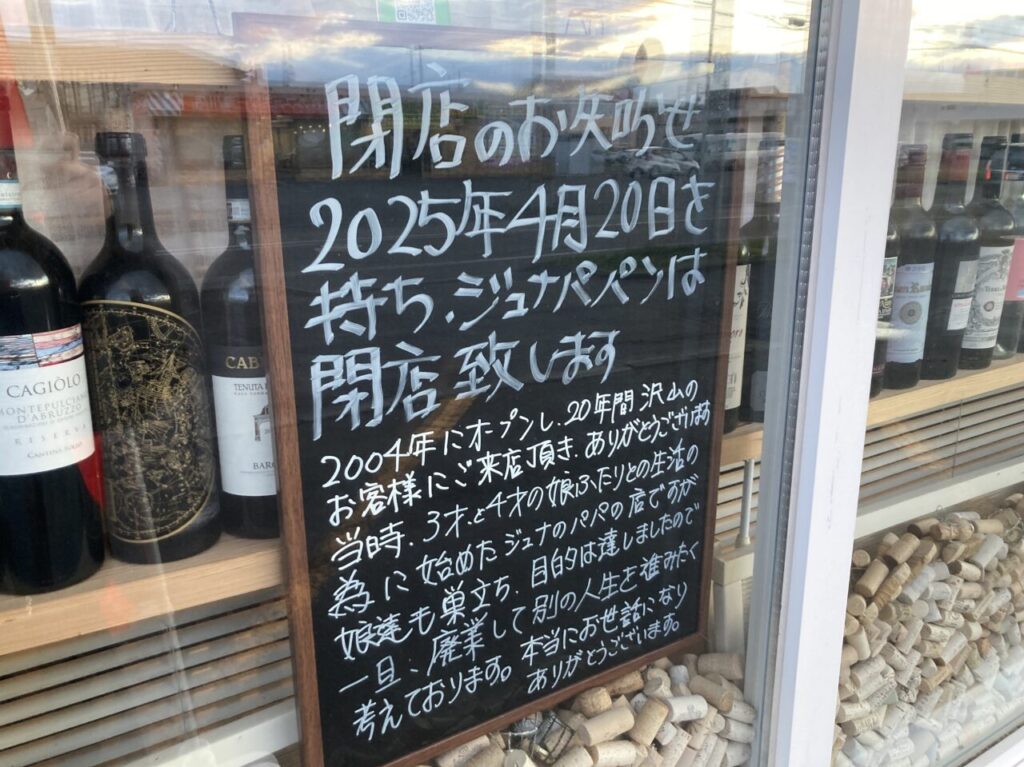 閉店のお知らせ
2025年4月20日を
持ち、ジュナパパンは
閉店致します
2004年にオープンし、20年間沢山の
お客様にご来店頂き、ありがとうございます
当時、3才と4才の娘ふたりとの生活の
為に始めたジュナのパパの店ですが
娘達も巣立ち、目的は達しましたので
一旦、廃業して別の人生を進みたく
考えております。本当にお世話になり
ありがとうございます。
CAGIÒLO
MONTEPULCIANO
D'ABRUZZO
RISERVA
CANTINA TOLLO
CAB
TENUTA
BARO